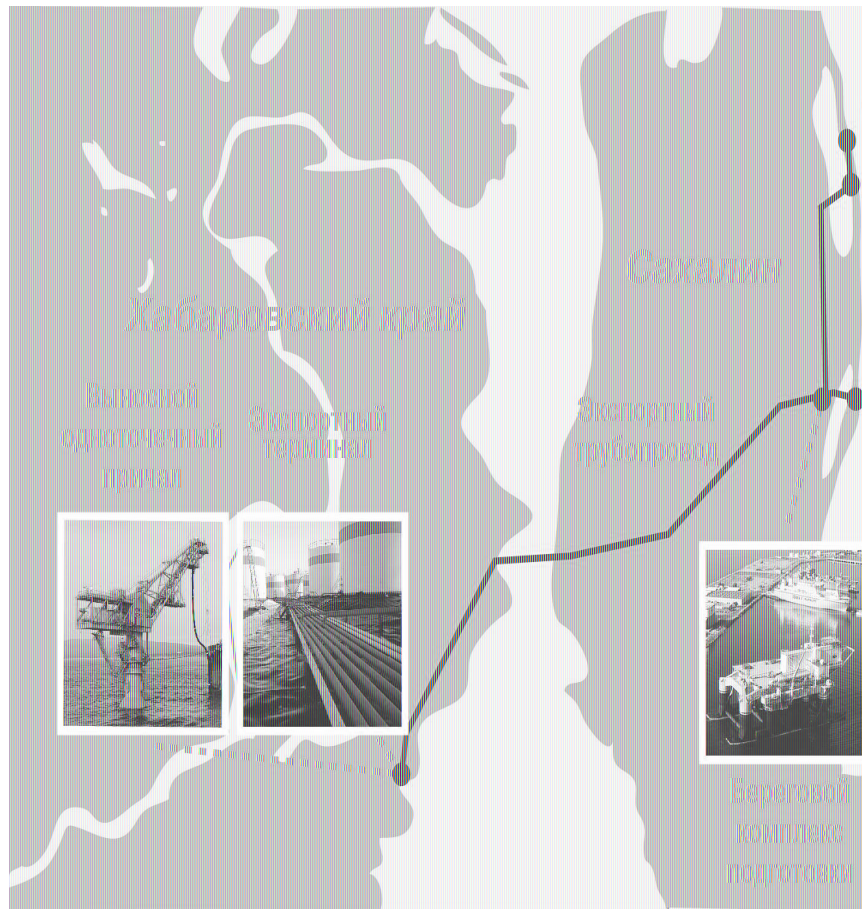 Сахалин
Хабаровский край
Выносной
одноточечный
причал
Экспортный
терминал
Экспортный
трубопровод
Береговой
комплекс
подготовки